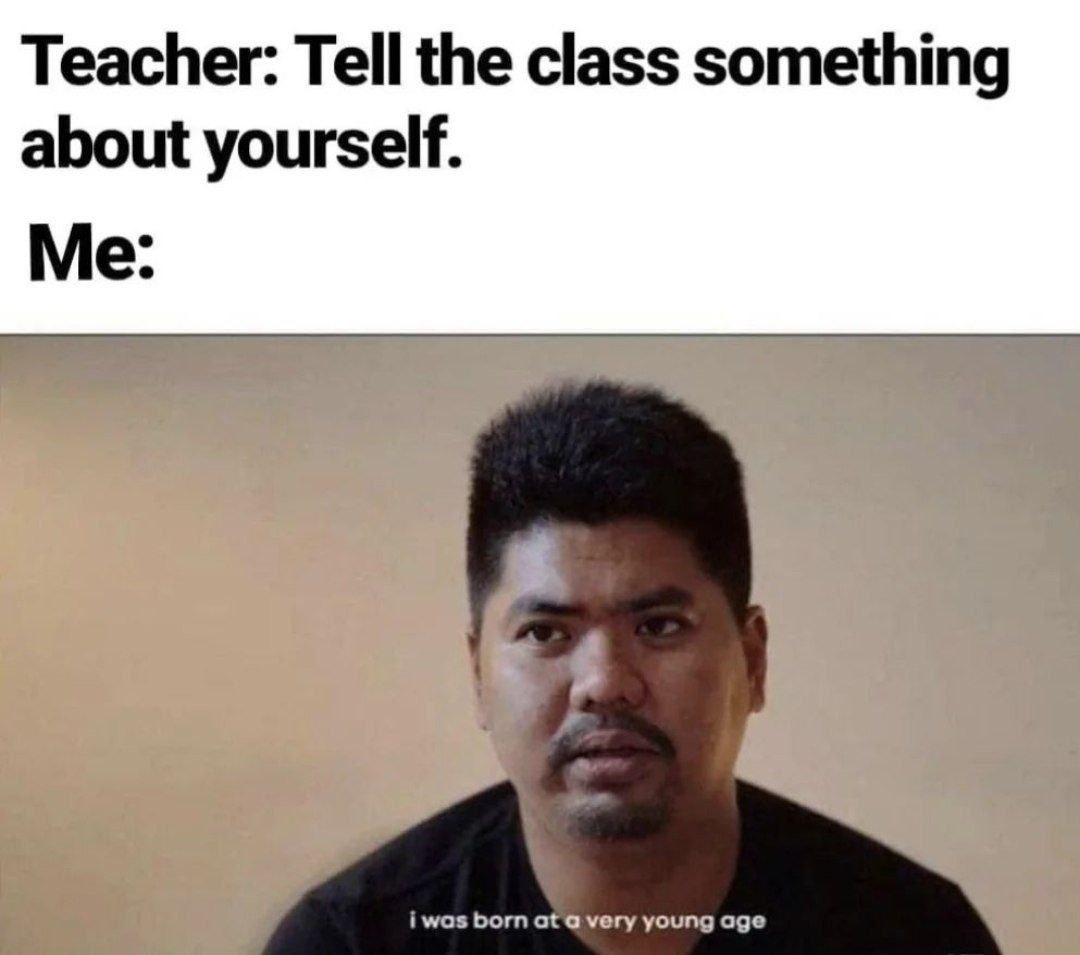 Teacher: Tell the class something
about yourself.
Me:
i was born at a very young age